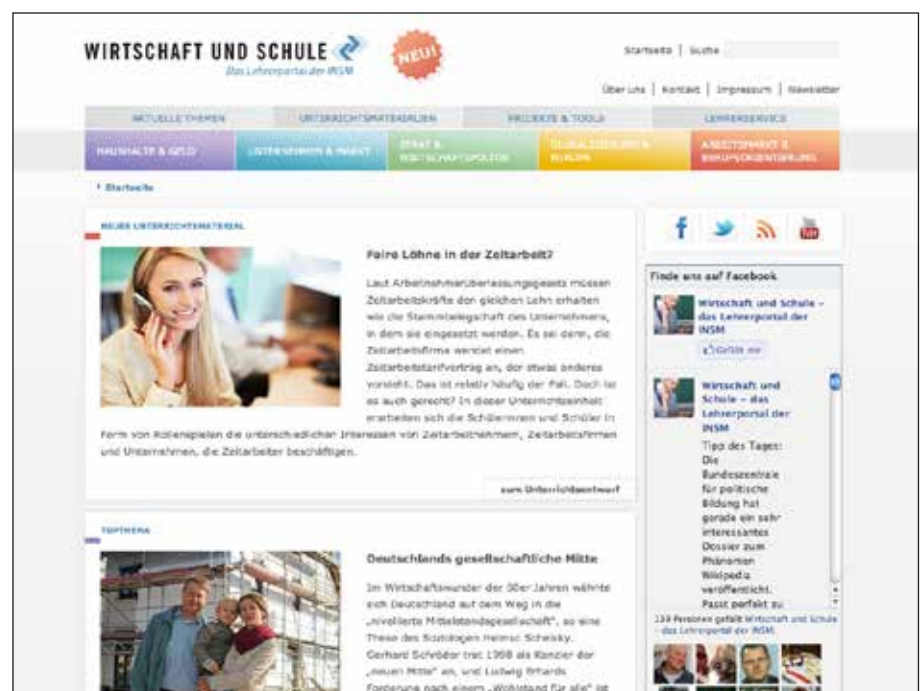 WIRTSCHAFT UND SCHULE
Das Lehrerportal der INSM
NEU!
Startseite | Suche
Über uns | Kontakt | Impressum | Newsletter
AKTUELLE THEMEN
UNTERRICHTSMATERIALIEN
PROJEKTE & TOOLS
LEHRERSERVICE
HAUSHALTE & GELD
UNTERNEHMEN & MARKT
STAAT &
WIRTSCHAFTSPOLITIK
GLOBALISIERUNG &
EUROPA
ARBEITSMARKT &
BERUFSORIENTIERUNG
Startseite
NEUES UNTERRICHTSMATERIAL
Faire Löhne in der Zeitarbeit?
Laut Arbeitnehmerüberlassungsgesetz müssen
Zeitarbeitskräfte den gleichen Lohn erhalten
wie die Stammbelegschaft des Unternehmens,
in dem sie eingesetzt werden. Es sei denn, die
Zeitarbeitsfirma wendet einen
Zeitarbeitstarifvertrag an, der etwas anderes
vorsieht. Das ist relativ häufig der Fall. Doch ist
es auch gerecht? In dieser Unterrichtseinheit
erarbeiten sich die Schülerinnen und Schüler in
Form von Rollenspielen die unterschiedlichen Interessen von Zeitarbeitnehmern, Zeitarbeitsfirmen
und Unternehmen, die Zeitarbeiter beschäftigen.
zum Unterrichtsentwurf
TOPTHEMA
Deutschlands gesellschaftliche Mitte
Im Wirtschaftswunder der 50er Jahren wähnte
sich Deutschland auf dem Weg in die
„nivellierte Mittelstandsgesellschaft", so eine
These des Soziologen Helmut Schelsky.
Gerhard Schröder trat 1998 als Kanzler der
„neuen Mitte" an, und Ludwig Erhards
Forderung nach einem „Wohlstand für alle" ist
f
You
Tube
Finde uns auf Facebook
Wirtschaft und Schule –
das Lehrerportal der
INSM
Gefällt mir
Wirtschaft und
Schule – das
Lehrerportal der
INSM
Tipp des Tages:
Die
Bundeszentrale
für politische
Bildung hat
gerade ein sehr
interessantes
Dossier zum
Phänomen
Wikipedia
veröffentlicht.
Passt perfekt zu
139 Personen gefällt Wirtschaft und Schule
– das Lehrerportal der INSM.